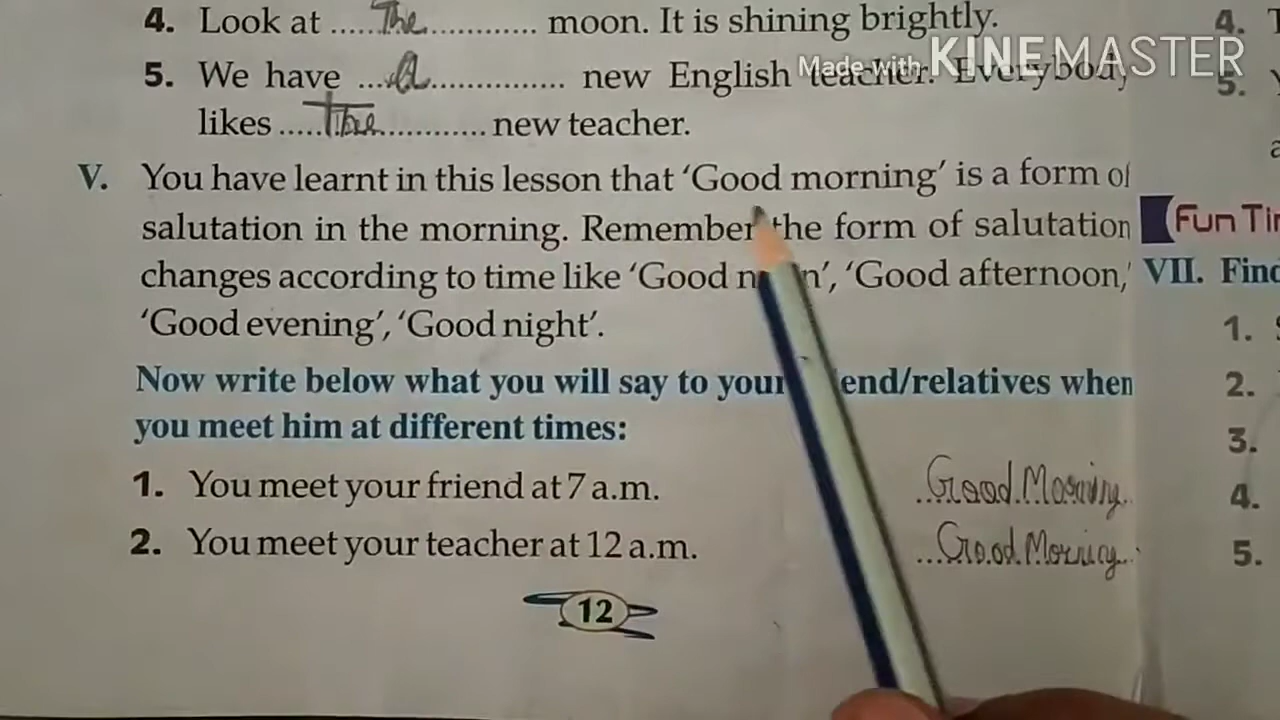 4. Look at ......The............ moon. It is shining brightly.
Made with KINEMASTER
5. We have ....a............... new English teacher. Everybody
likes ......The............ new teacher.
V. You have learnt in this lesson that 'Good morning' is a form of
salutation in the morning. Remember the form of salutation
changes according to time like 'Good n n', 'Good afternoon,'
'Good evening', 'Good night'.
Now write below what you will say to your end/relatives when
you meet him at different times:
1. You meet your friend at 7 a.m. ...Good Morning...
2. You meet your teacher at 12 a.m. ...Good Morning...
12
4.
5.
Fun
VII. Find
1.
2.
3.
4.
5.